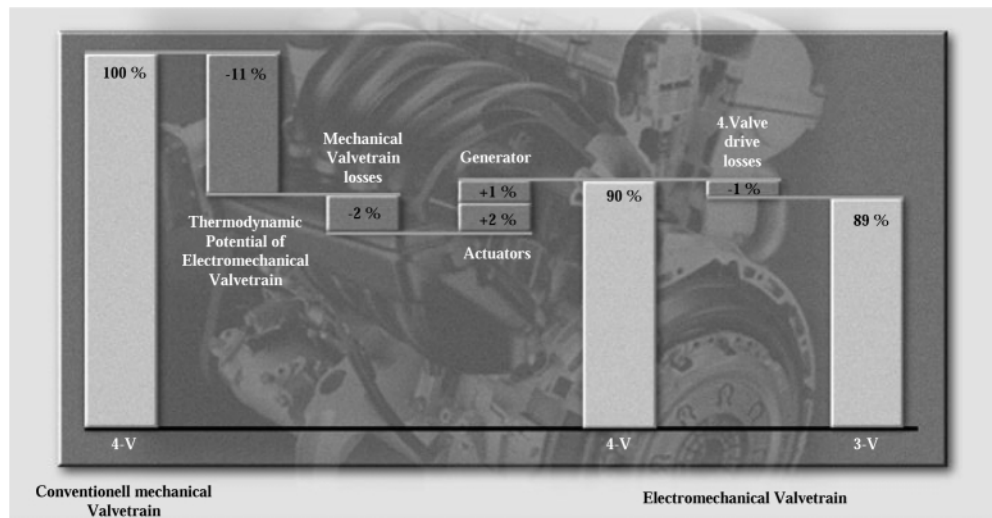 100 %
-11 %
Mechanical
Valvetrain
losses
-2 %
Thermodynamic
Potential of
Electromechanical
Valvetrain
Generator
+1 %
+2 %
Actuators
90 %
4.Valve
drive
losses
-1 %
89 %
4-V
4-V
3-V
Conventionell mechanical
Valvetrain
Electromechanical Valvetrain